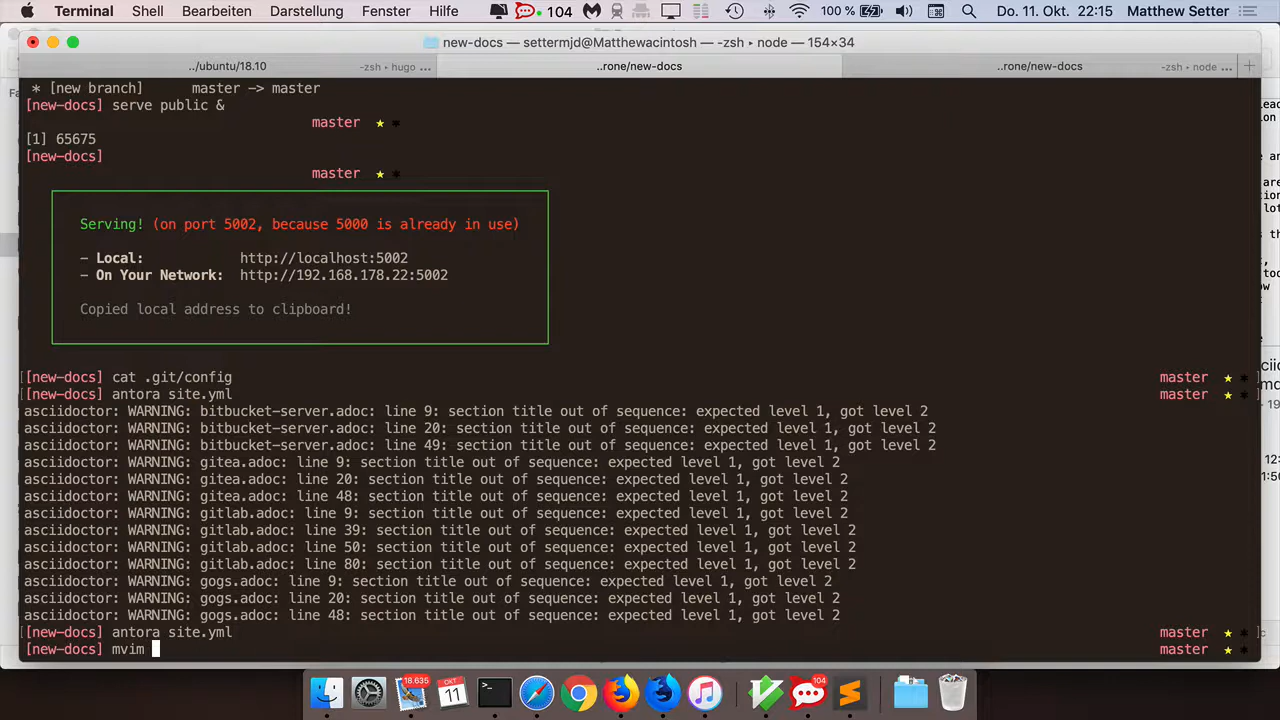 Terminal Shell Bearbeiten Darstellung Fenster Hilfe 104 100 % Do. 11. Okt. 22:15 Matthew Setter
new-docs — settermjd@Matthewacintosh — -zsh ▸ node — 154×34
../ubuntu/18.10 -zsh ▸ hugo ... ..rone/new-docs ..rone/new-docs -zsh ▸ node ...
* [new branch] master -> master
[new-docs] serve public &
master ★ *
[1] 65675
[new-docs]
master ★ *
Serving! (on port 5002, because 5000 is already in use)
- Local: http://localhost:5002
- On Your Network: http://192.168.178.22:5002
Copied local address to clipboard!
[[new-docs] cat .git/config master ★ * ]
[[new-docs] antora site.yml master ★ * ]
asciidoctor: WARNING: bitbucket-server.adoc: line 9: section title out of sequence: expected level 1, got level 2
asciidoctor: WARNING: bitbucket-server.adoc: line 20: section title out of sequence: expected level 1, got level 2
asciidoctor: WARNING: bitbucket-server.adoc: line 49: section title out of sequence: expected level 1, got level 2
asciidoctor: WARNING: gitea.adoc: line 9: section title out of sequence: expected level 1, got level 2
asciidoctor: WARNING: gitea.adoc: line 20: section title out of sequence: expected level 1, got level 2
asciidoctor: WARNING: gitea.adoc: line 48: section title out of sequence: expected level 1, got level 2
asciidoctor: WARNING: gitlab.adoc: line 9: section title out of sequence: expected level 1, got level 2
asciidoctor: WARNING: gitlab.adoc: line 39: section title out of sequence: expected level 1, got level 2
asciidoctor: WARNING: gitlab.adoc: line 50: section title out of sequence: expected level 1, got level 2
asciidoctor: WARNING: gitlab.adoc: line 80: section title out of sequence: expected level 1, got level 2
asciidoctor: WARNING: gogs.adoc: line 9: section title out of sequence: expected level 1, got level 2
asciidoctor: WARNING: gogs.adoc: line 20: section title out of sequence: expected level 1, got level 2
asciidoctor: WARNING: gogs.adoc: line 48: section title out of sequence: expected level 1, got level 2
[[new-docs] antora site.yml master ★ * ]
[new-docs] mvim master ★ *
18.635 OKT 11 104